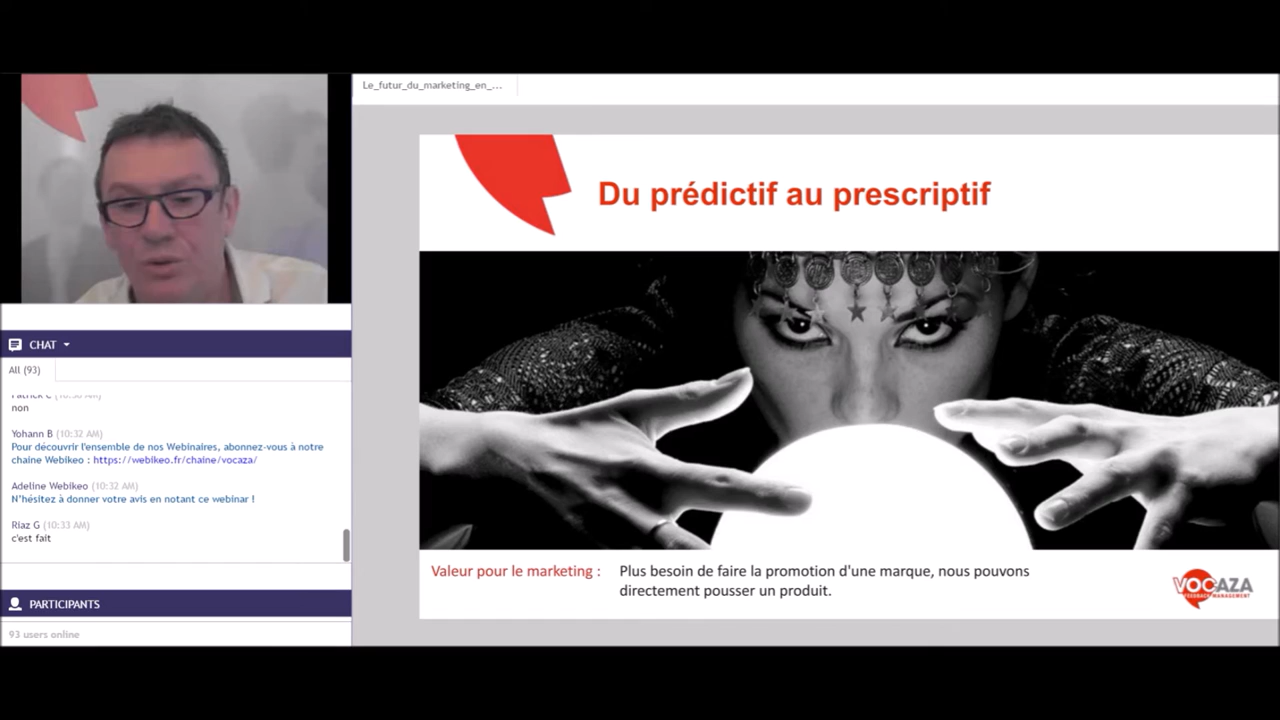 Le_futur_du_marketing_en_...
Du prédictif au prescriptif
CHAT
All (93)
non
Yohann B (10:32 AM)
Pour découvrir l'ensemble de nos Webinaires, abonnez-vous à notre
chaine Webikeo : https://webikeo.fr/chaine/vocaza/
Adeline Webikeo (10:32 AM)
N'hésitez à donner votre avis en notant ce webinar !
Riaz G (10:33 AM)
c'est fait
PARTICIPANTS
93 users online
Valeur pour le marketing :
Plus besoin de faire la promotion d'une marque, nous pouvons
directement pousser un produit.
VOCAZA
FEEDBACK MANAGEMENT